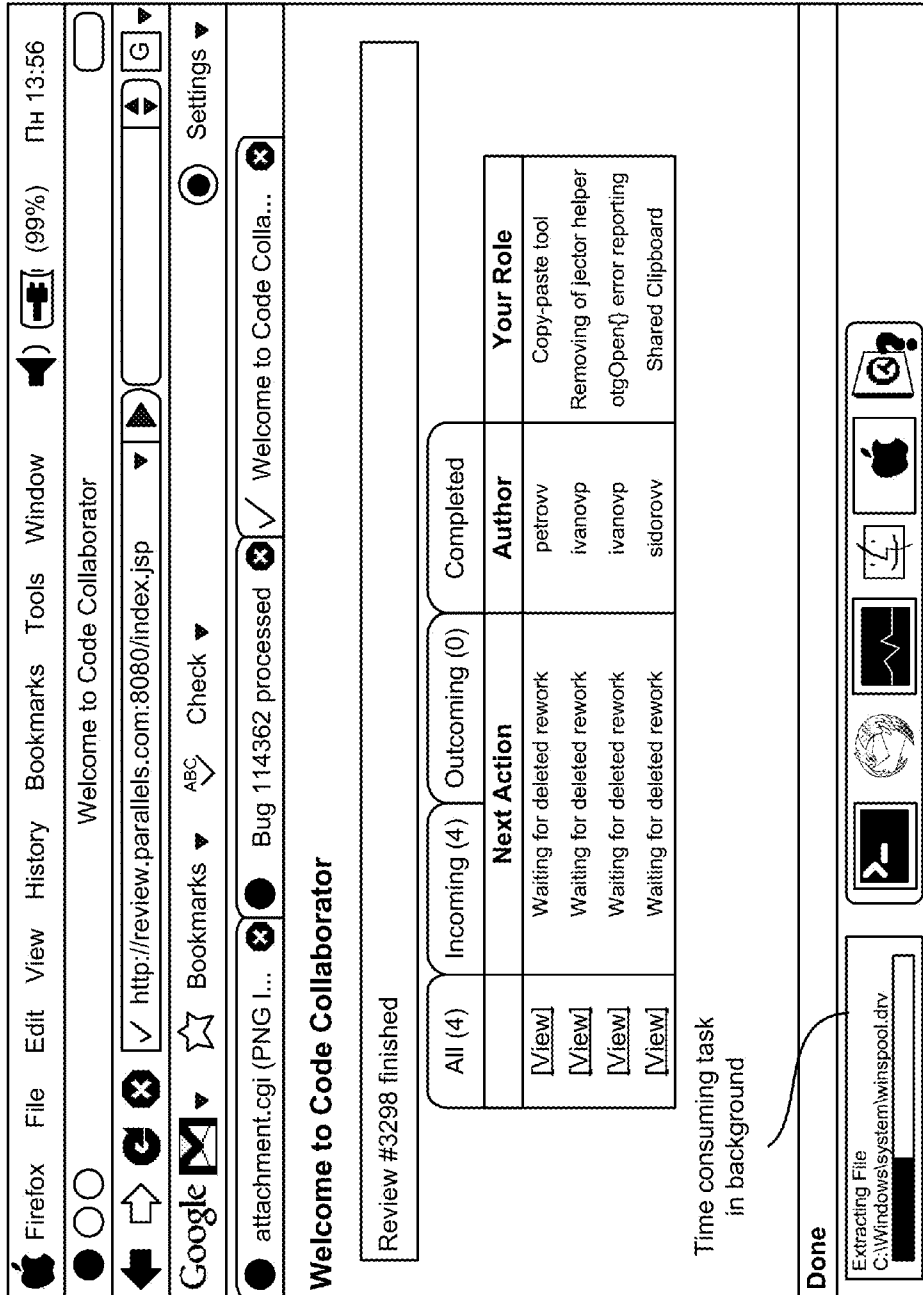 Firefox File Edit View History Bookmarks Tools Window (99%) Пн 13:56
Welcome to Code Collaborator
http://review.parallels.com:8080/index.jsp G
Google Bookmarks ABC Check Settings
attachment.cgi (PNG I... Bug 114362 processed Welcome to Code Colla...
Welcome to Code Collaborator
Review #3298 finished
All (4) Incoming (4) Outcoming (0) Completed
Next Action Author Your Role
[View] Waiting for deleted rework petrovv Copy-paste tool
[View] Waiting for deleted rework ivanovp Removing of jector helper
[View] Waiting for deleted rework ivanovp otgOpen{} error reporting
[View] Waiting for deleted rework sidorovv Shared Clipboard
Time consuming task
in background
Done
Extracting File
C:\Windows\system\winspool.drv